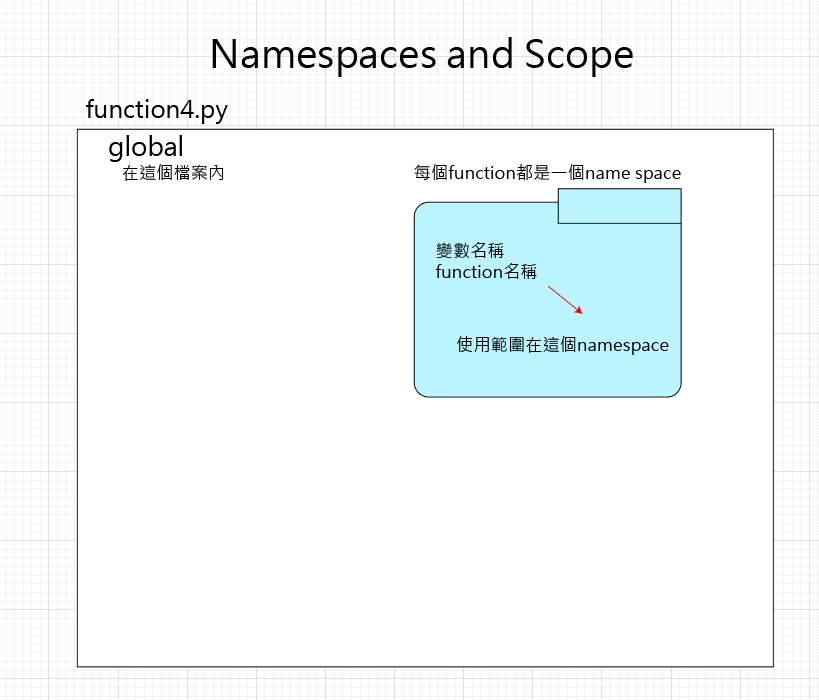 Namespaces and Scope
function4.py
global
在這個檔案內
每個function都是一個name space
變數名稱
function名稱
使用範圍在這個namespace